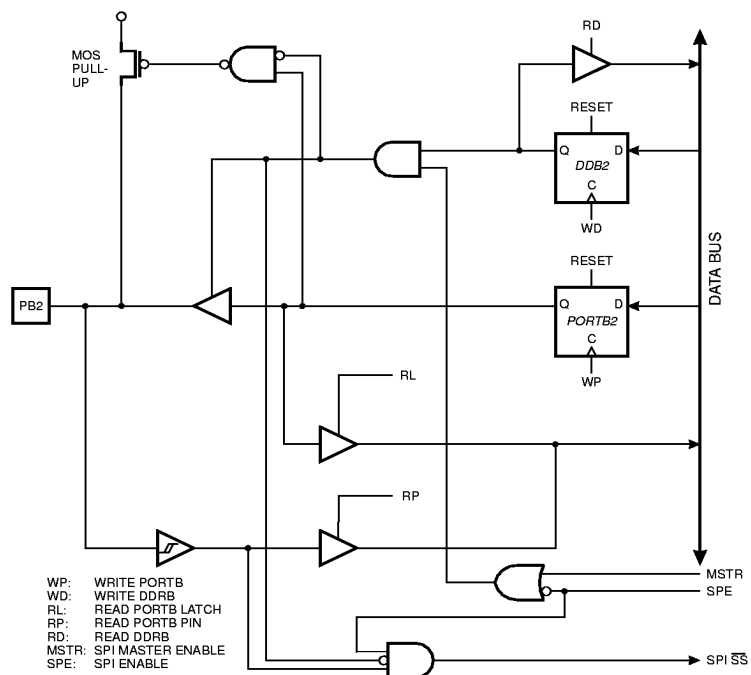 MOS
PULL-
UP
RD
RESET
Q
D
DDB2
C
WD
DATA BUS
RESET
PB2
Q
D
PORTB2
C
WP
RL
RP
WP: WRITE PORTB
WD: WRITE DDRB
RL: READ PORTB LATCH
RP: READ PORTB PIN
RD: READ DDRB
MSTR: SPI MASTER ENABLE
SPE: SPI ENABLE
MSTR
SPE
SPI SS